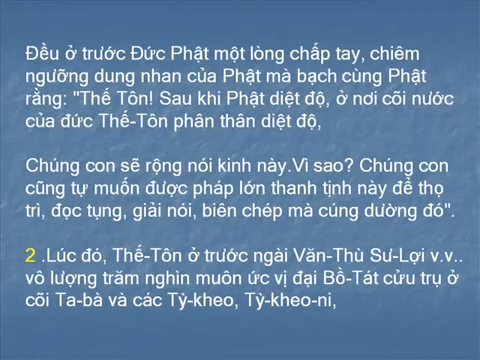 Đều ở trước Đức Phật một lòng chấp tay, chiêm
ngưỡng dung nhan của Phật mà bạch cùng Phật
rằng: "Thế Tôn! Sau khi Phật diệt độ, ở nơi cõi nước
của đức Thế-Tôn phân thân diệt độ,
Chúng con sẽ rộng nói kinh này.Vì sao? Chúng con
cũng tự muốn được pháp lớn thanh tịnh này để thọ
trì, đọc tụng, giải nói, biên chép mà cúng dường đó".
2 .Lúc đó, Thế-Tôn ở trước ngài Văn-Thù Sư-Lợi v.v..
vô lượng trăm nghìn muôn ức vị đại Bồ-Tát cửu trụ ở
cõi Ta-bà và các Tỳ-kheo, Tỳ-kheo-ni,